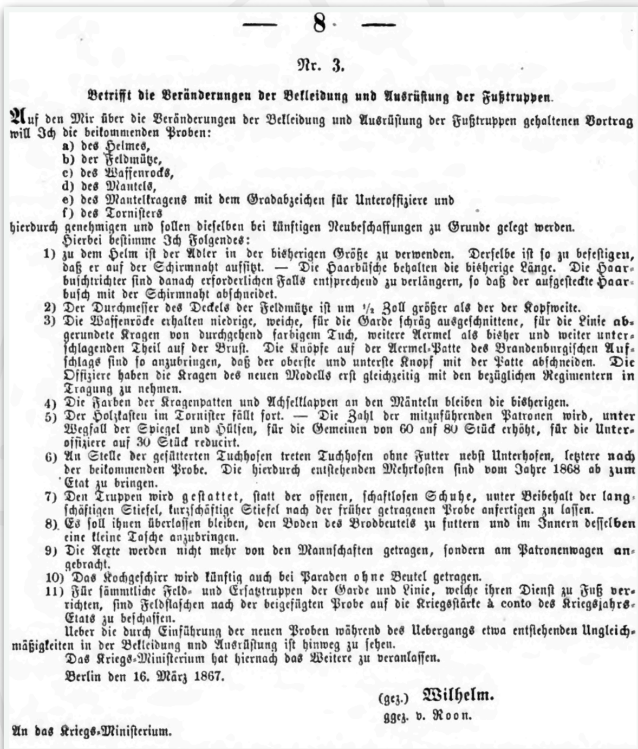 — 8 —
Nr. 3.
Betrifft die Veränderungen der Bekleidung und Ausrüstung der Fußtruppen.
Auf den Mir über die Veränderungen der Bekleidung und Ausrüstung der Fußtruppen gehaltenen Vortrag
will Ich die beikommenden Proben:
a) des Helmes,
b) der Feldmütze,
c) des Waffenrocks,
d) des Mantels,
e) des Mantelkragens mit dem Gradabzeichen für Unteroffiziere und
f) des Tornisters
hierdurch genehmigen und sollen dieselben bei künftigen Neubeschaffungen zu Grunde gelegt werden.
Hierbei bestimme Ich Folgendes:
1) zu dem Helm ist der Adler in der bisherigen Größe zu verwenden. Derselbe ist so zu befestigen,
daß er auf der Schirmnaht aufsitzt. — Die Haarbüsche behalten die bisherige Länge. Die Haar-
buschtrichter sind danach erforderlichen Falls entsprechend zu verlängern, so daß der aufgesteckte Haar-
busch mit der Schirmnaht abschneidet.
2) Der Durchmesser des Deckels der Feldmütze ist um 1/2 Zoll größer als der der Kopfweite.
3) Die Waffenröcke erhalten niedrige, weiche, für die Garde schräg ausgeschnittene, für die Linie ab-
gerundete Kragen von durchgehend farbigem Tuch, weitere Aermel als bisher und weiter unter-
schlagenden Theil auf der Brust. Die Knöpfe auf der Aermel-Patte des Brandenburgischen Auf-
schlags sind so anzubringen, daß der oberste und unterste Knopf mit der Patte abschneiden. Die
Offiziere haben die Kragen des neuen Modells erst gleichzeitig mit den bezüglichen Regimentern in
Tragung zu nehmen.
4) Die Farben der Kragenpatten und Achselklappen an den Mänteln bleiben die bisherigen.
5) Der Holzkasten im Tornister fällt fort. — Die Zahl der mitzuführenden Patronen wird, unter
Wegfall der Spiegel und Hülsen, für die Gemeinen von 60 auf 80 Stück erhöht, für die Unter-
offiziere auf 30 Stück reducirt.
6) An Stelle der gefütterten Tuchhosen treten Tuchhosen ohne Futter nebst Unterhosen, letztere nach
der beikommenden Probe. Die hierdurch entstehenden Mehrkosten sind vom Jahre 1868 ab zum
Etat zu bringen.
7) Den Truppen wird gestattet, statt der offenen, schaftlosen Schuhe, unter Beibehalt der lang-
schäftigen Stiefel, kurzschäftige Stiefel nach der früher getragenen Probe anfertigen zu lassen.
8) Es soll ihnen überlassen bleiben, den Boden des Brodbeutels zu futtern und im Innern desselben
eine kleine Tasche anzubringen.
9) Die Aexte werden nicht mehr von den Mannschaften getragen, sondern am Patronenwagen an-
gebracht.
10) Das Kochgeschirr wird künftig auch bei Paraden ohne Beutel getragen.
11) Für sämmtliche Feld- und Ersatztruppen der Garde und Linie, welche ihren Dienst zu Fuß ver-
richten, sind Feldflaschen nach der beigefügten Probe auf die Kriegsstärke à conto des Kriegsjahrs-
Etats zu beschaffen.
Ueber die durch Einführung der neuen Proben während des Uebergangs etwa entstehenden Ungleich-
mäßigkeiten in der Bekleidung und Ausrüstung ist hinweg zu sehen.
Das Kriegs-Ministerium hat hiernach das Weitere zu veranlassen.
Berlin den 16. März 1867.
(gez.) Wilhelm.
ggez. v. Roon.
An das Kriegs-Ministerium.